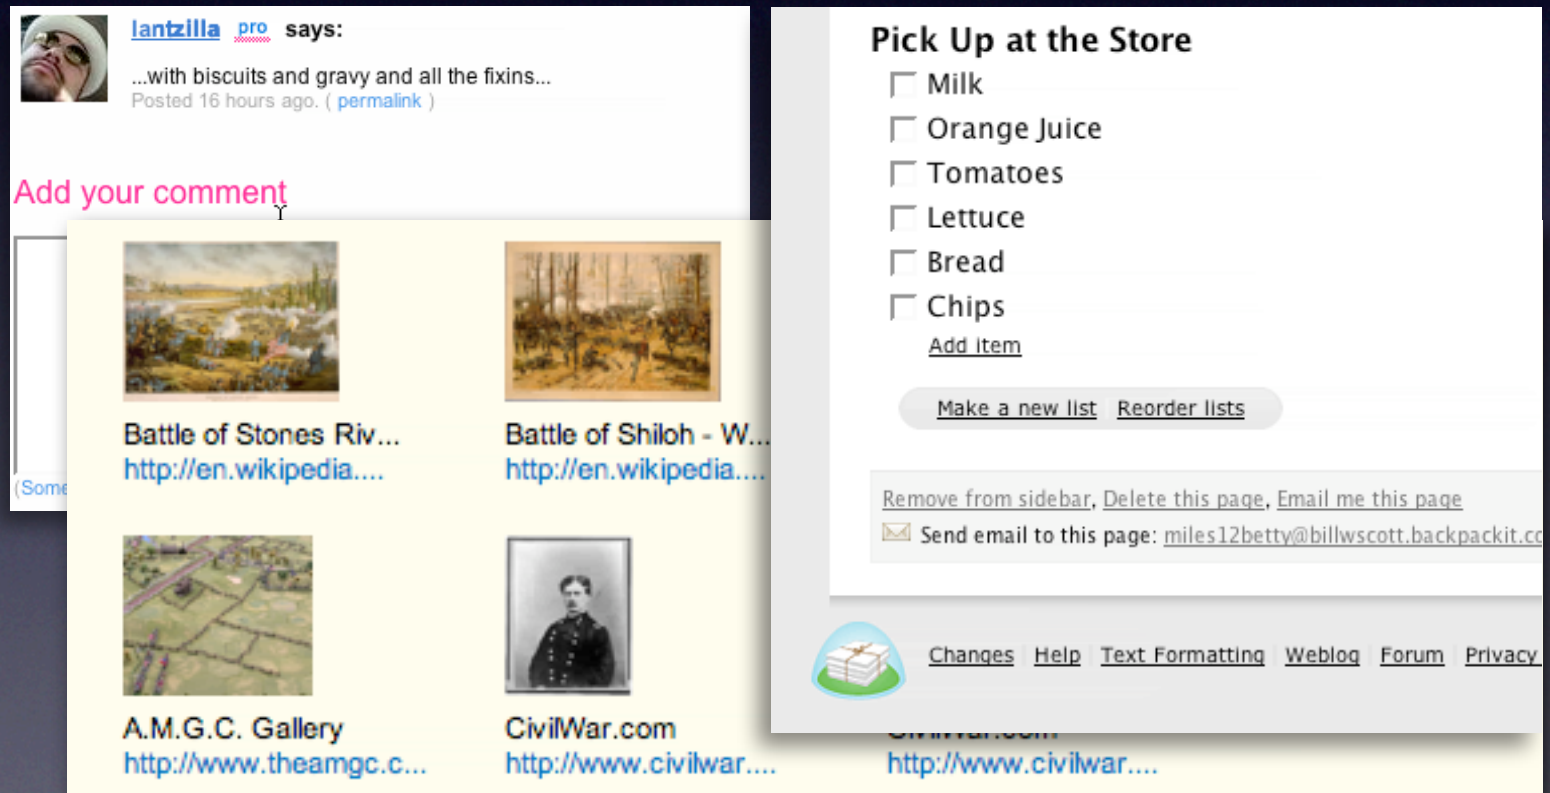 lantzilla pro says:
...with biscuits and gravy and all the fixins...
Posted 16 hours ago. ( permalink )
Add your comment
(Some
Battle of Stones Riv...
http://en.wikipedia....
Battle of Shiloh - W...
http://en.wikipedia....
A.M.G.C. Gallery
http://www.theamgc.c...
CivilWar.com
http://www.civilwar....
CivilWar.com
http://www.civilwar....
Pick Up at the Store
Milk
Orange Juice
Tomatoes
Lettuce
Bread
Chips
Add item
Make a new list Reorder lists
Remove from sidebar, Delete this page, Email me this page
Send email to this page: miles12betty@billwscott.backpackit.co
Changes Help Text Formatting Weblog Forum Privacy